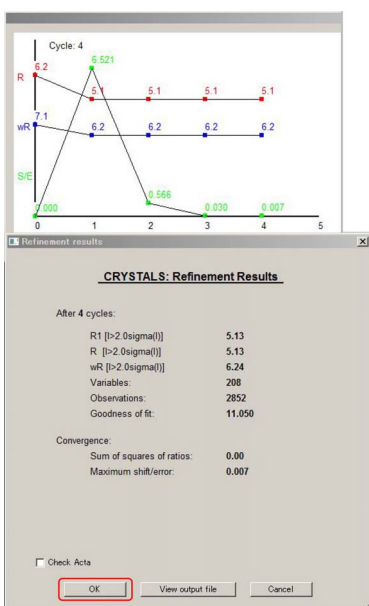 Cycle: 4
6.2
6.521
R
5.1 5.1 5.1 5.1
7.1
wR
6.2 6.2 6.2 6.2
S/E
0.000
0.566
0.030
0.007
0 1 2 3 4 5
Refinement results
CRYSTALS: Refinement Results
After 4 cycles:
R1 [I>2.0sigma(I)] 5.13
R [I>2.0sigma(I)] 5.13
wR [I>2.0sigma(I)] 6.24
Variables: 208
Observations: 2852
Goodness of fit: 11.050
Convergence:
Sum of squares of ratios: 0.00
Maximum shift/error: 0.007
Check Acta
OK View output file Cancel